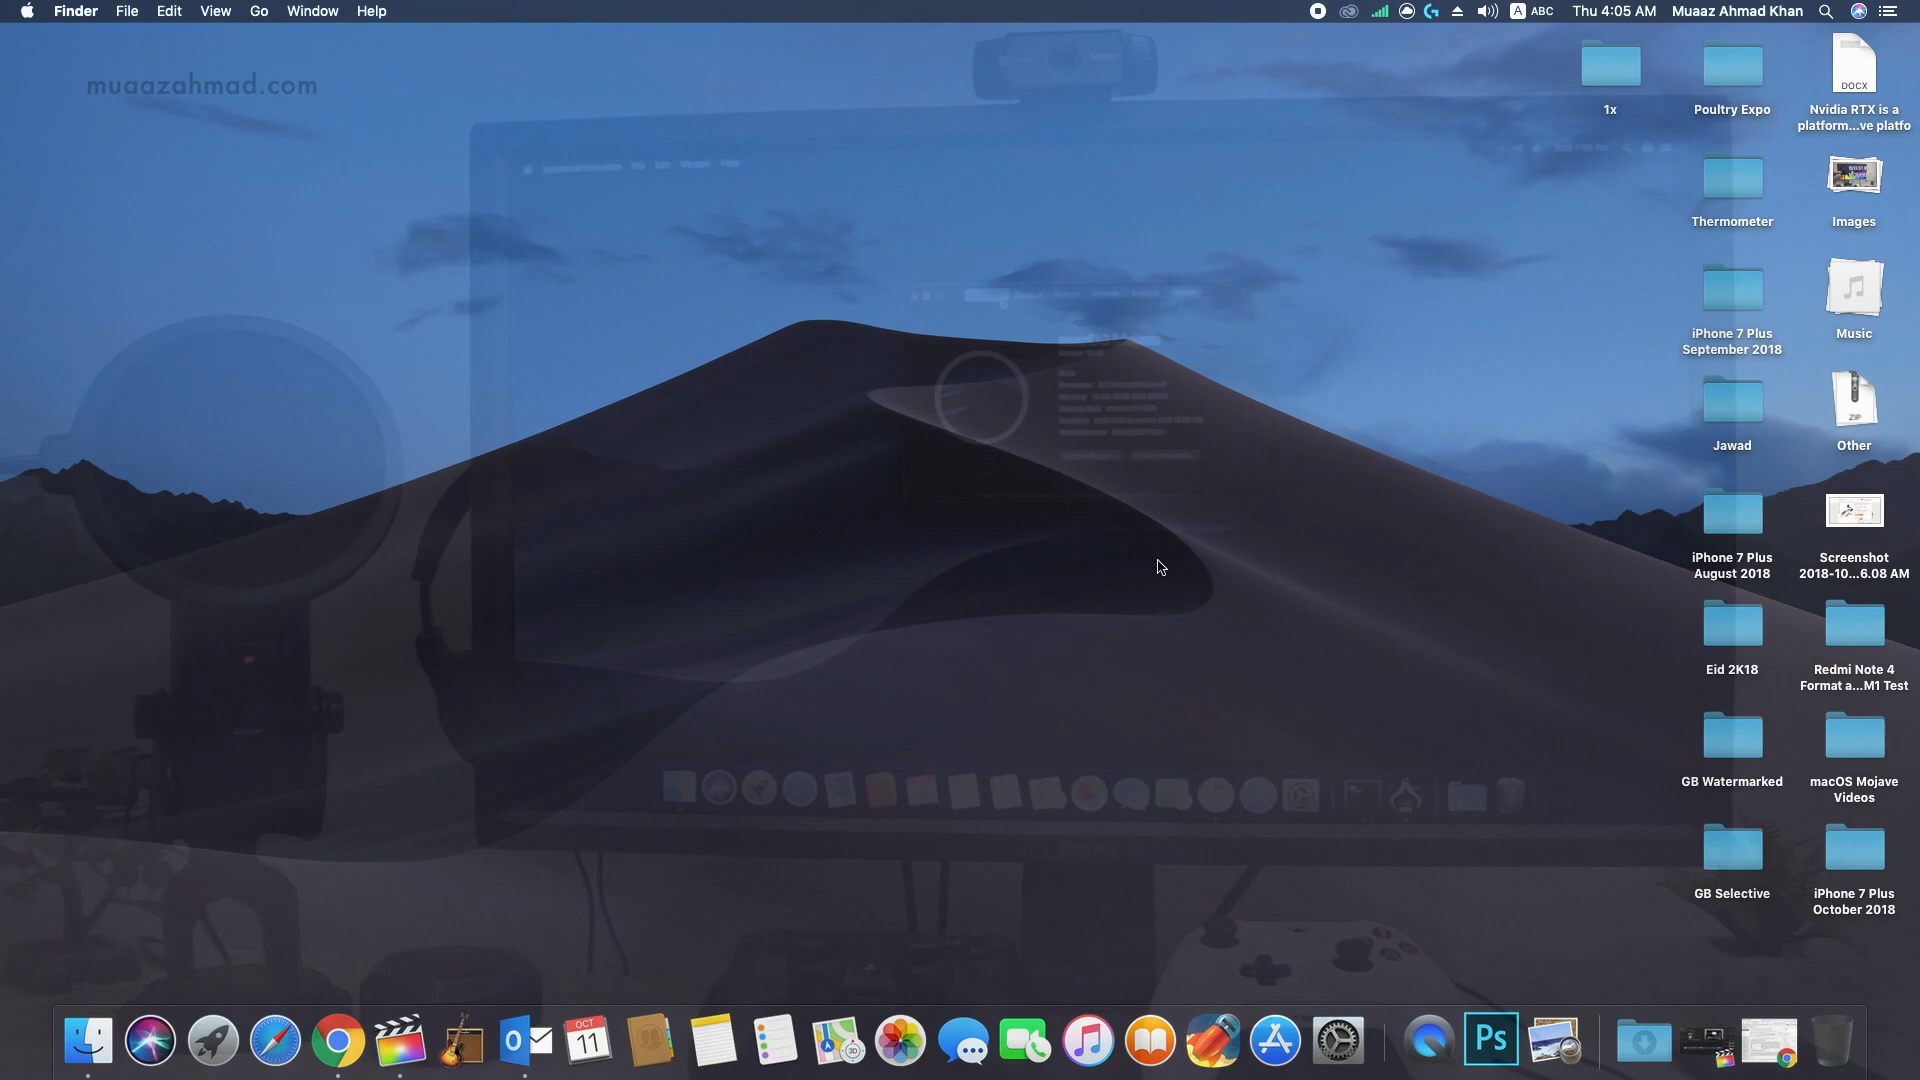 Finder File Edit View Go Window Help
A ABC Thu 4:05 AM Muaaz Ahmad Khan
muaazahmad.com
DOCX
1x Poultry Expo Nvidia RTX is a
platform...ve platfo
Thermometer Images
iPhone 7 Plus
September 2018
Music
ZIP
Jawad Other
iPhone 7 Plus
August 2018
Screenshot
2018-10...6.08 AM
Eid 2K18
Redmi Note 4
Format a...M1 Test
GB Watermarked
macOS Mojave
Videos
GB Selective
iPhone 7 Plus
October 2018
OCT
11
3D
Ps